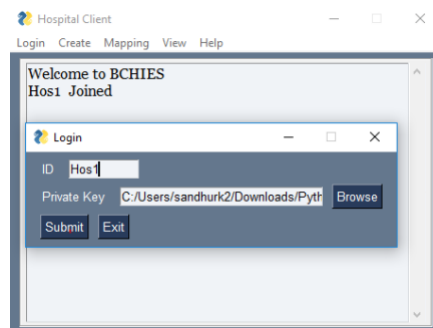 Hospital Client
Login Create Mapping View Help
Welcome to BCHIES
Hos1 Joined
Login
ID Hos1
Private Key C:/Users/sandhurk2/Downloads/Pyth Browse
Submit Exit